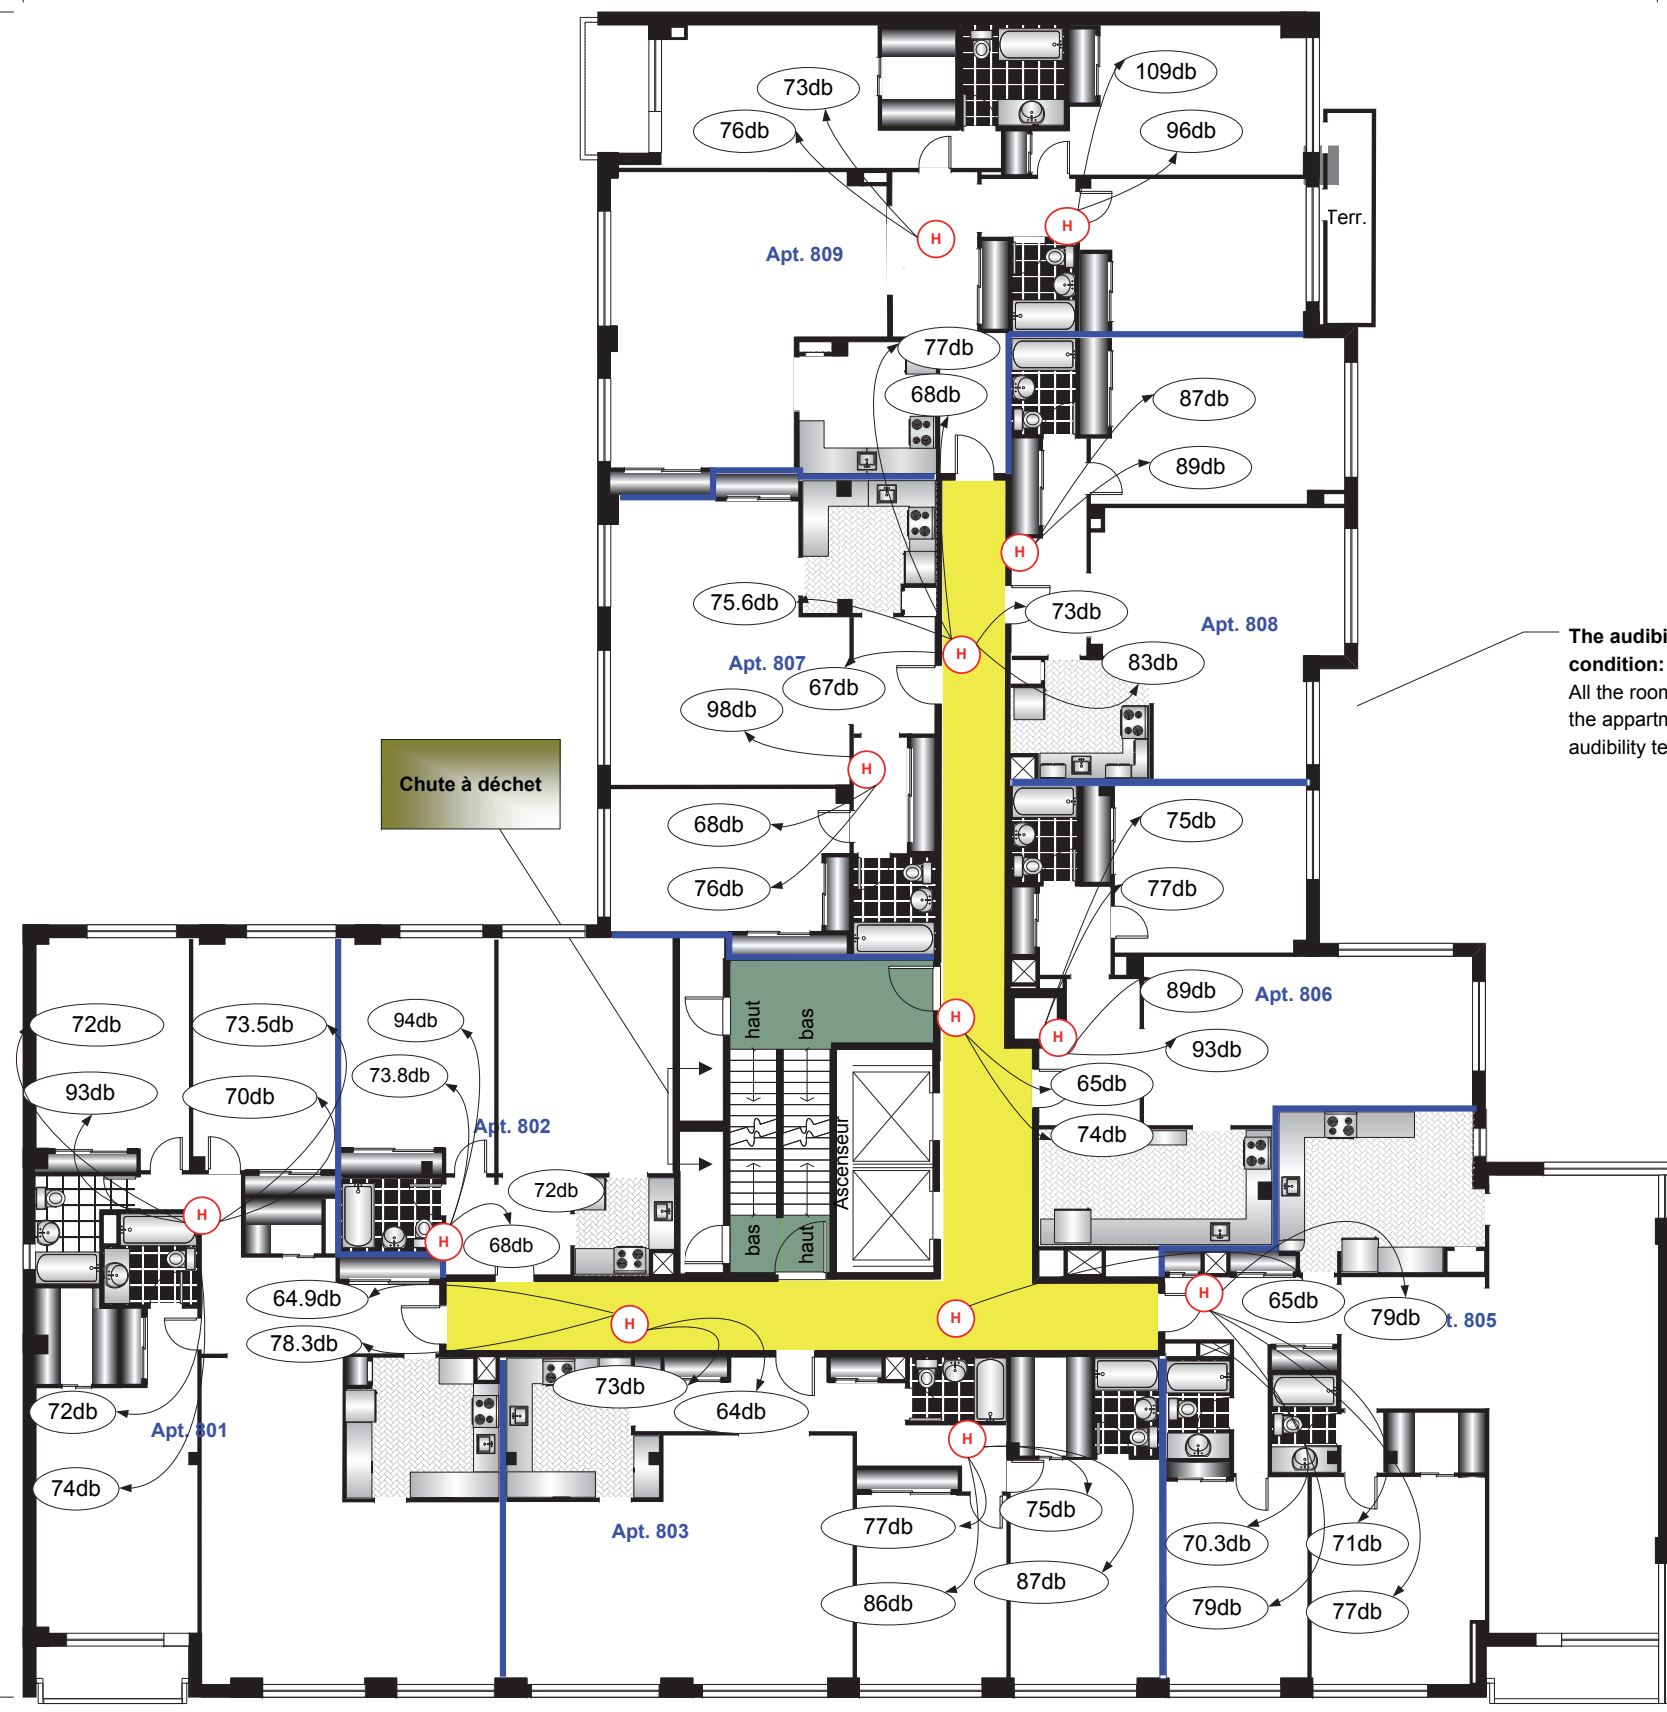 109db
73db
76db
96db
Terr.
H
H
Apt. 809
77db
68db
87db
89db
H
75.6db
73db
Apt. 808
H
Apt. 807
83db
67db
98db
The audibi
condition:
All the room
the appartm
audibility te
H
Chute à déchet
68db
75db
76db
77db
89db
Apt. 806
H
H
93db
65db
74db
haut
bas
72db
73.5db
94db
93db
70db
73.8db
Apt. 802
72db
Ascenseur
H
H
68db
bas
haut
64.9db
78.3db
H
H
H
65db
79db
t. 805
73db
64db
72db
Apt. 801
74db
H
Apt. 803
77db
75db
86db
87db
70.3db
71db
79db
77db